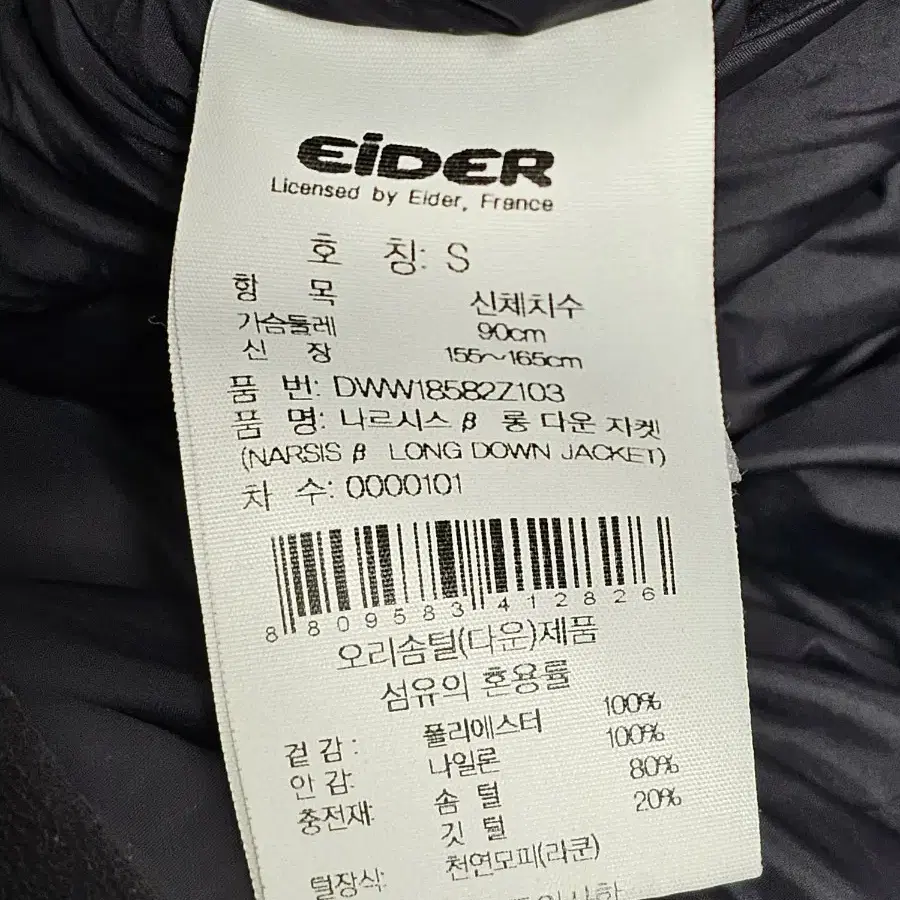 EiDER
Licensed by Eider, France
호 칭: S
항 목 신체치수
가슴둘레 90cm
신 장 155~165cm
품 번: DWW18582Z103
품 명: 나르시스 β 롱 다운 자켓
(NARSIS β LONG DOWN JACKET)
차 수: 0000101
8 809583 412826
오리솜털(다운)제품
섬유의 혼용률
겉감: 폴리에스터 100%
안감: 나일론 100%
충전재: 솜 털 80%
깃 털 20%
털장식: 천연모피(라쿤)